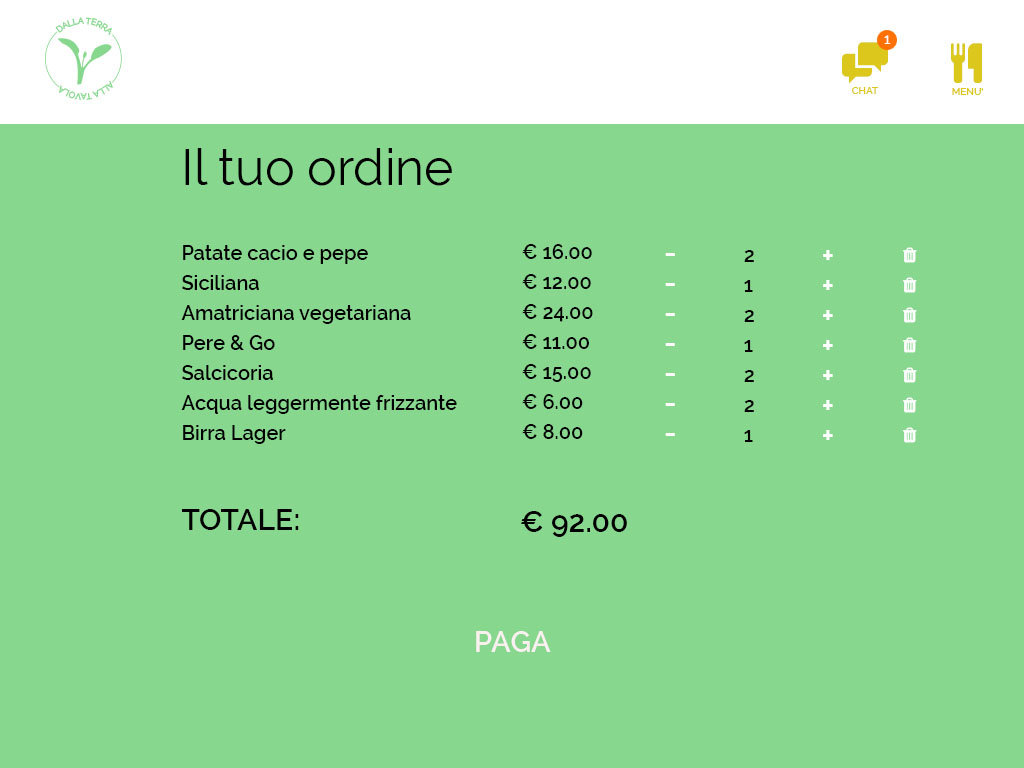 DALLA TERRA
ALLA TAVOLA
1
CHAT
MENU'
Il tuo ordine
Patate cacio e pepe € 16.00 - 2 +
Siciliana € 12.00 - 1 +
Amatriciana vegetariana € 24.00 - 2 +
Pere & Go € 11.00 - 1 +
Salcicoria € 15.00 - 2 +
Acqua leggermente frizzante € 6.00 - 2 +
Birra Lager € 8.00 - 1 +
TOTALE: € 92.00
PAGA